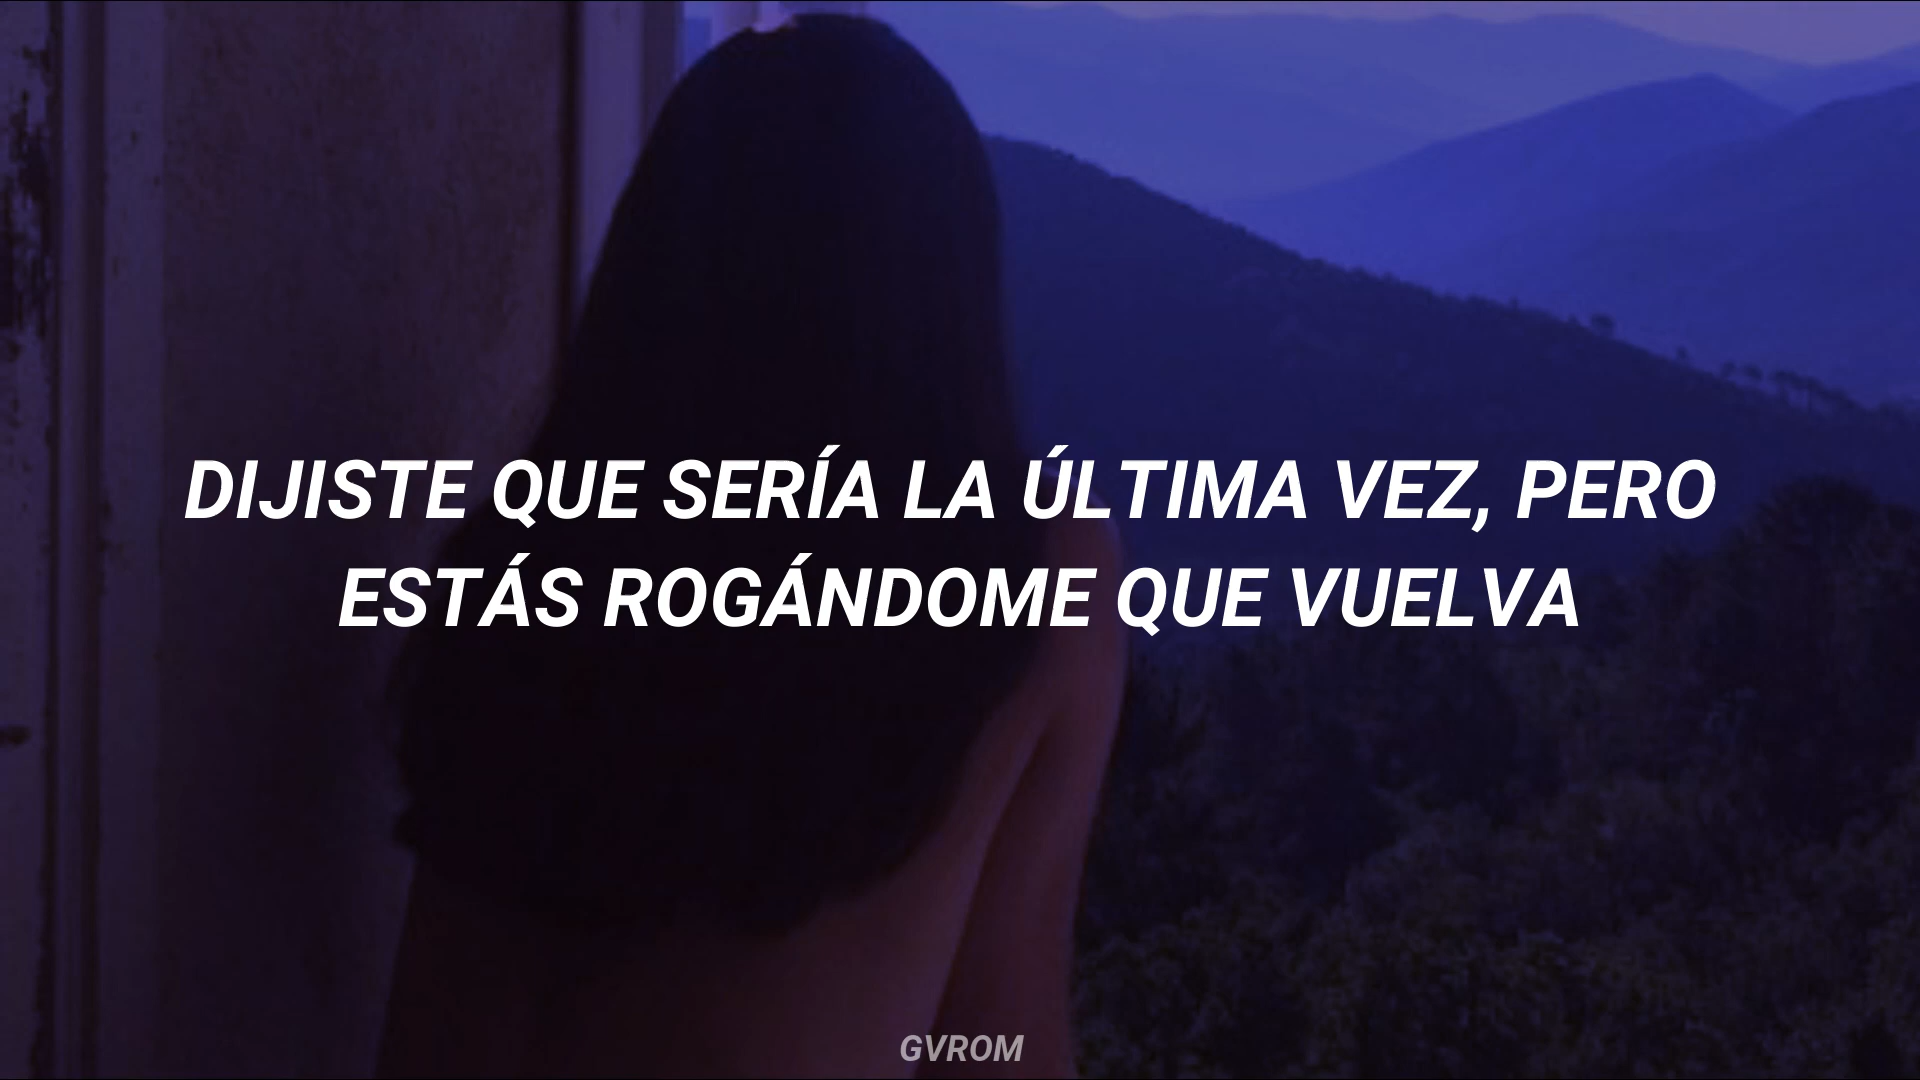 DIJISTE QUE SERÍA LA ÚLTIMA VEZ, PERO
ESTÁS ROGÁNDOME QUE VUELVA
GVROM